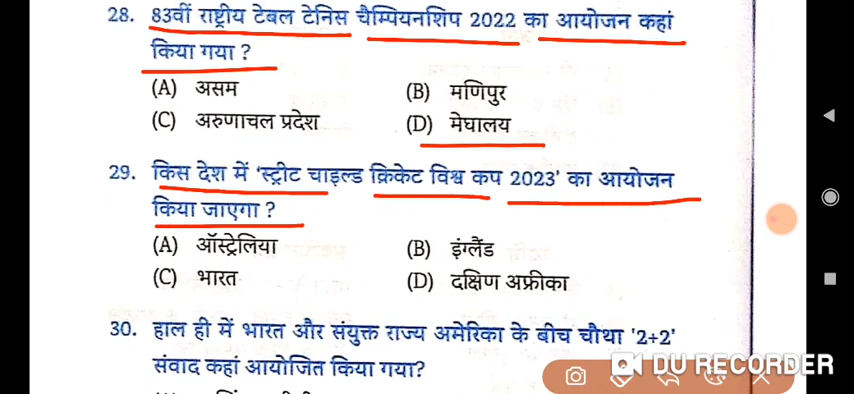 28. 83वीं राष्ट्रीय टेबल टेनिस चैम्पियनशिप 2022 का आयोजन कहां
किया गया ?
(A) असम (B) मणिपुर
(C) अरुणाचल प्रदेश (D) मेघालय
29. किस देश में 'स्ट्रीट चाइल्ड क्रिकेट विश्व कप 2023' का आयोजन
किया जाएगा ?
(A) ऑस्ट्रेलिया (B) इंग्लैंड
(C) भारत (D) दक्षिण अफ्रीका
30. हाल ही में भारत और संयुक्त राज्य अमेरिका के बीच चौथा '2+2'
संवाद कहां आयोजित किया गया?
DU RECORDER